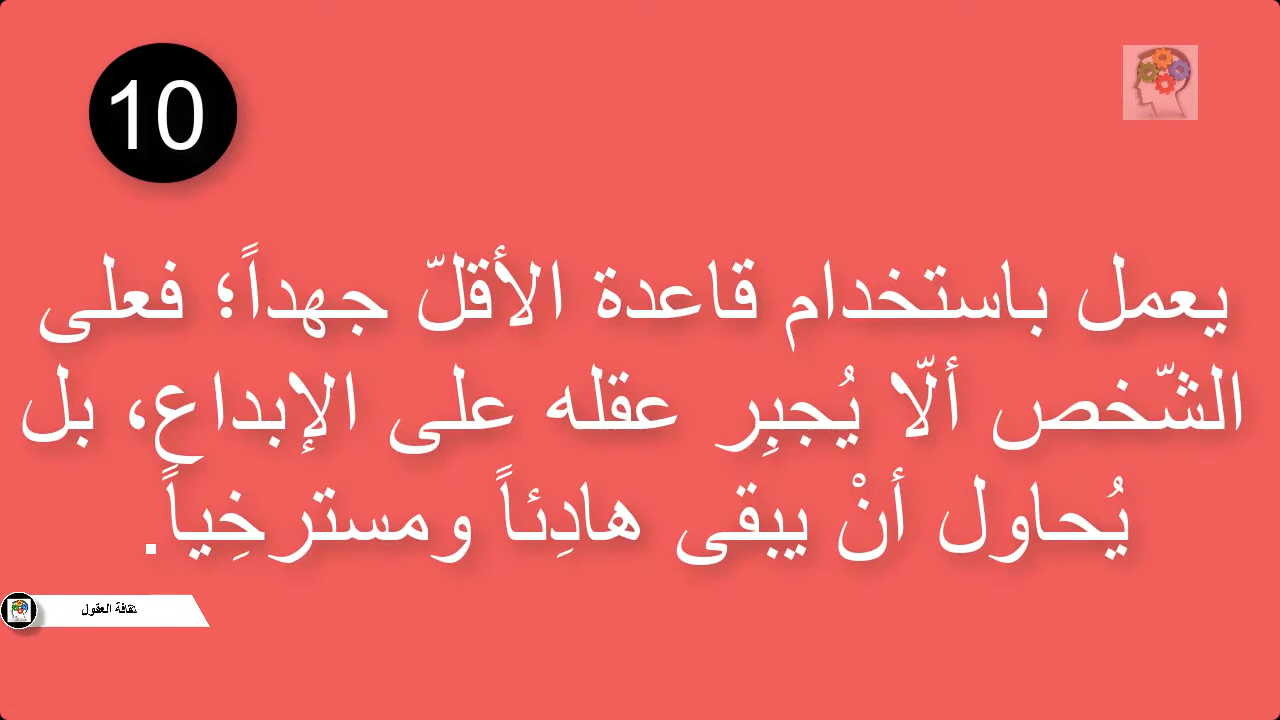 10
يعمل باستخدام قاعدة الأقلّ جهداً؛ فعلى
الشّخص ألّا يُجبِر عقله على الإبداع، بل
يُحاول أنْ يبقى هادِئاً ومسترخِياً.
ثقافة العقول